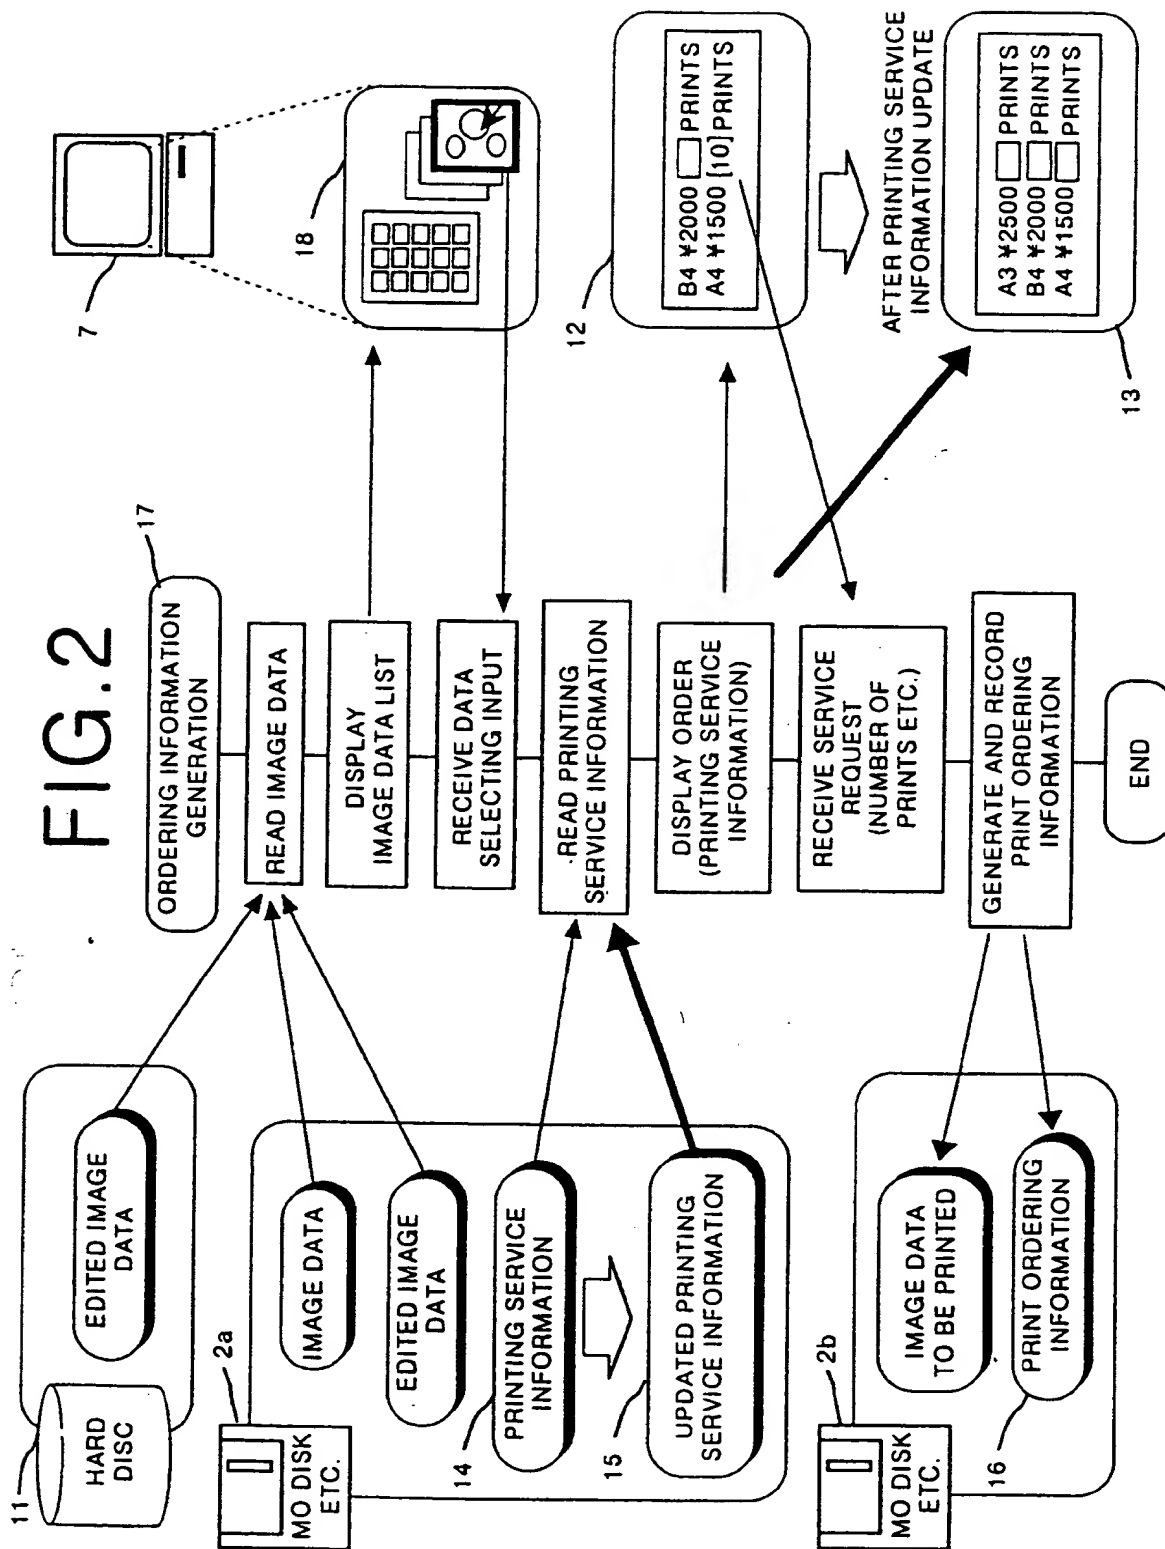 FIG.2
11
HARD
DISC
EDITED IMAGE
DATA
2a
MO DISK
ETC.
IMAGE DATA
EDITED IMAGE
DATA
14
PRINTING SERVICE
INFORMATION
15
UPDATED PRINTING
SERVICE INFORMATION
2b
MO DISK
ETC.
IMAGE DATA
TO BE PRINTED
16
PRINT ORDERING
INFORMATION
17
ORDERING INFORMATION
GENERATION
READ IMAGE DATA
DISPLAY
IMAGE DATA LIST
RECEIVE DATA
SELECTING INPUT
READ PRINTING
SERVICE INFORMATION
DISPLAY ORDER
(PRINTING SERVICE
INFORMATION)
RECEIVE SERVICE
REQUEST
(NUMBER OF
PRINTS ETC.)
GENERATE AND RECORD
PRINT ORDERING
INFORMATION
END
7
18
12
B4 ¥2000 PRINTS
A4 ¥1500 [10] PRINTS
AFTER PRINTING SERVICE
INFORMATION UPDATE
13
A3 ¥2500 PRINTS
B4 ¥2000 PRINTS
A4 ¥1500 PRINTS